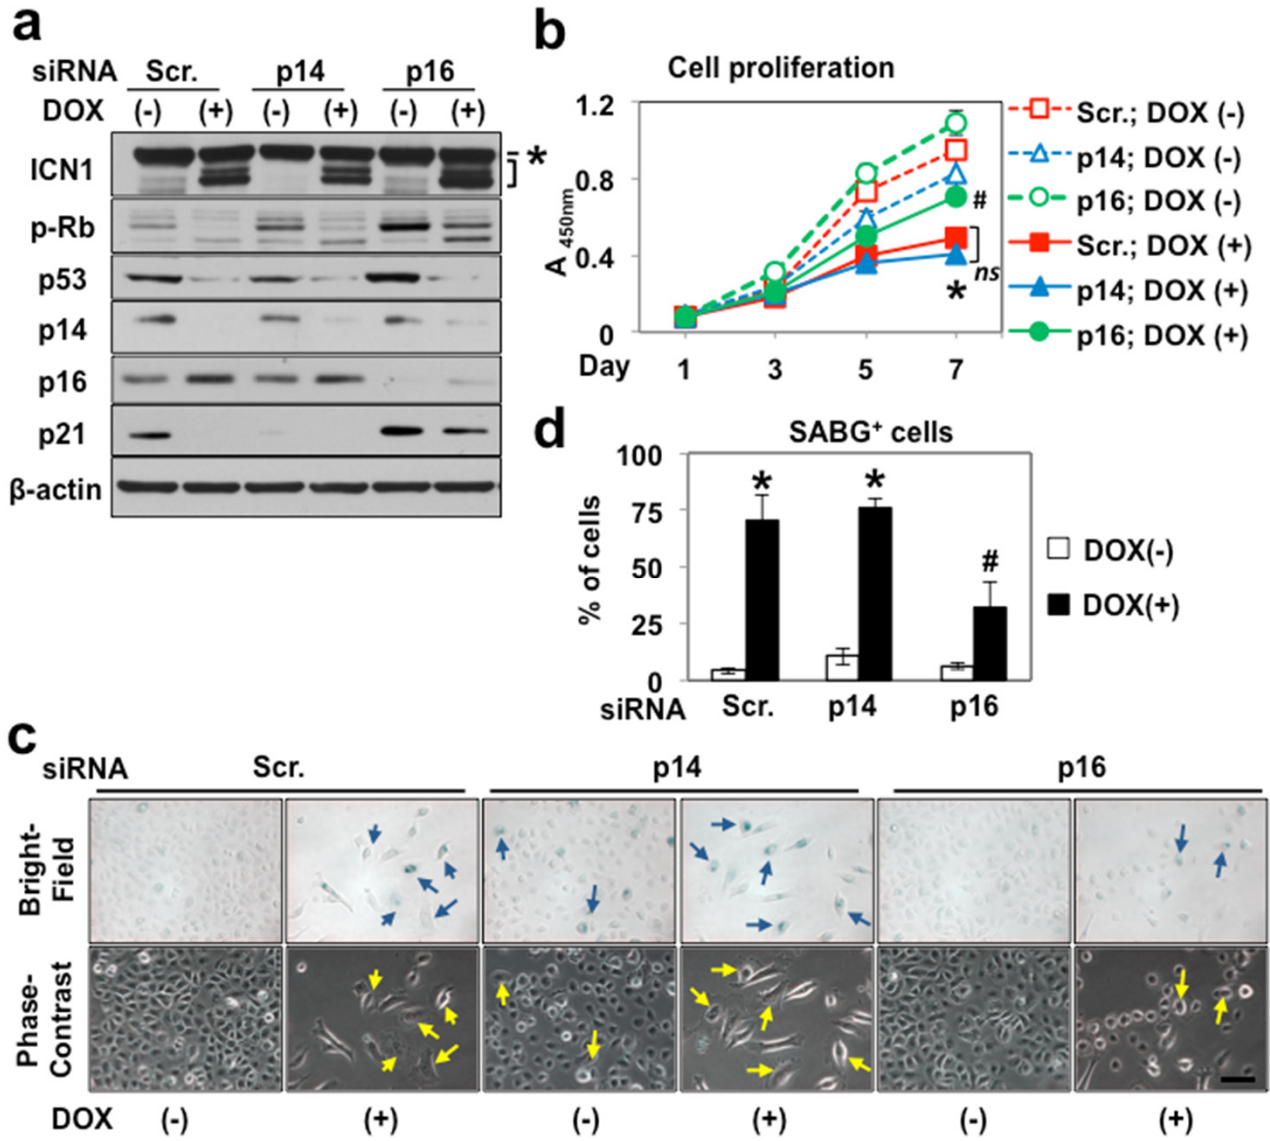 a
siRNA Scr. p14 p16
DOX (-) (+) (-) (+) (-) (+)
ICN1 *
p-Rb
p53
p14
p16
p21
β-actin
b
Cell proliferation
A 450nm
1.2
0.8
0.4
0
Day 1 3 5 7
#
ns
*
Scr.; DOX (-)
p14; DOX (-)
p16; DOX (-)
Scr.; DOX (+)
p14; DOX (+)
p16; DOX (+)
d
SABG+ cells
% of cells
100
75
50
25
0
* * #
siRNA Scr. p14 p16
DOX(-)
DOX(+)
c
siRNA Scr. p14 p16
Bright-
Field
Phase-
Contrast
DOX (-) (+) (-) (+) (-) (+)